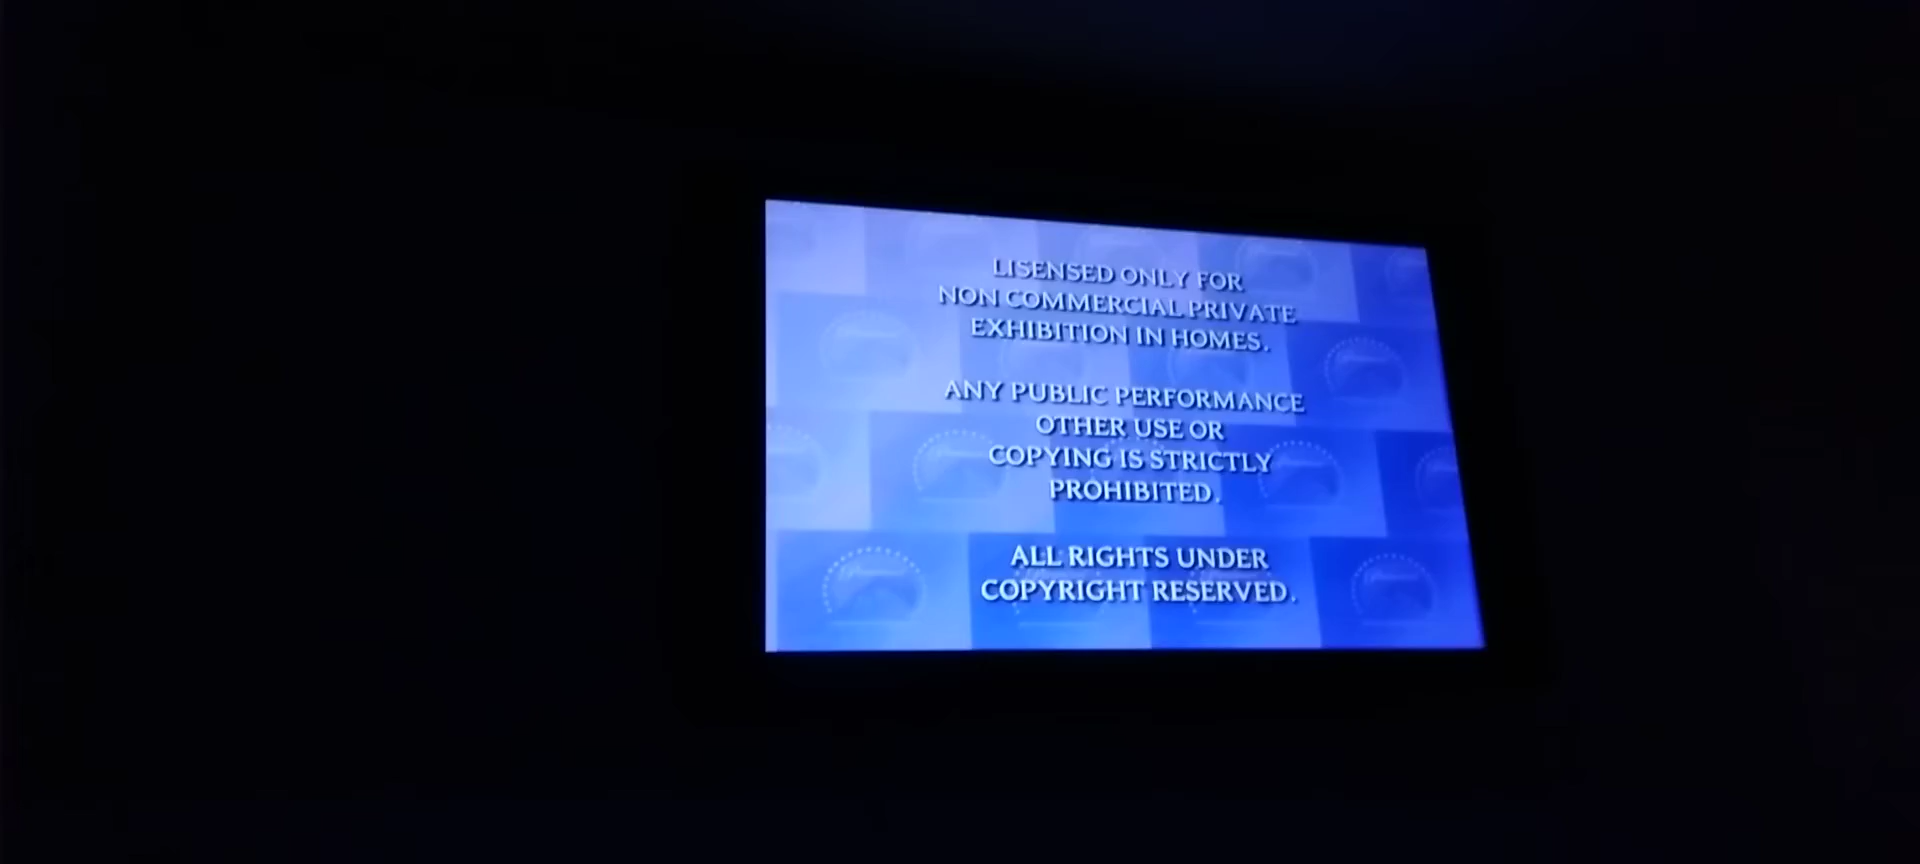 LISENSED ONLY FOR
NON COMMERCIAL PRIVATE
EXHIBITION IN HOMES.
ANY PUBLIC PERFORMANCE
OTHER USE OR
COPYING IS STRICTLY
PROHIBITED.
ALL RIGHTS UNDER
COPYRIGHT RESERVED.